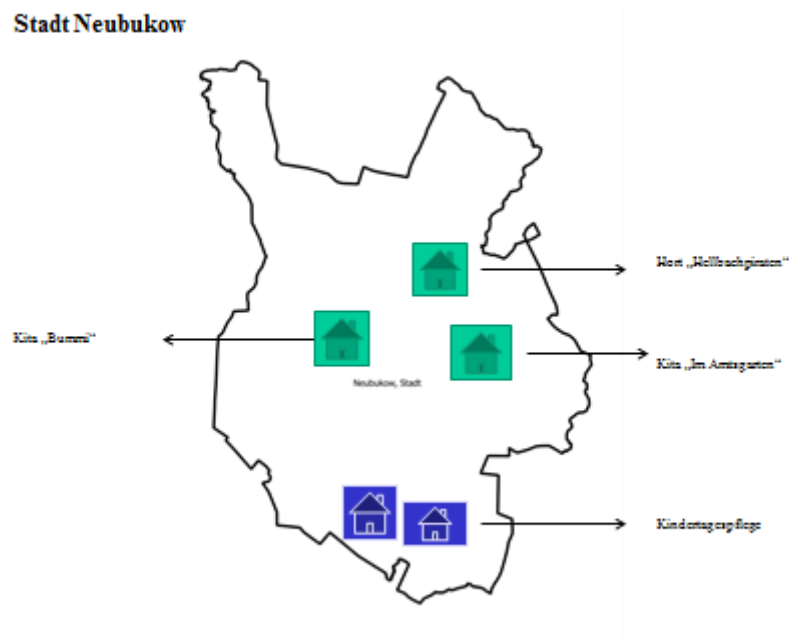 Stadt Neubukow
Hort „Hellbachpiraten“
Kita „Bummi“
Kita „Im Amtsgarten“
Neubukow, Stadt
Kindertagespflege